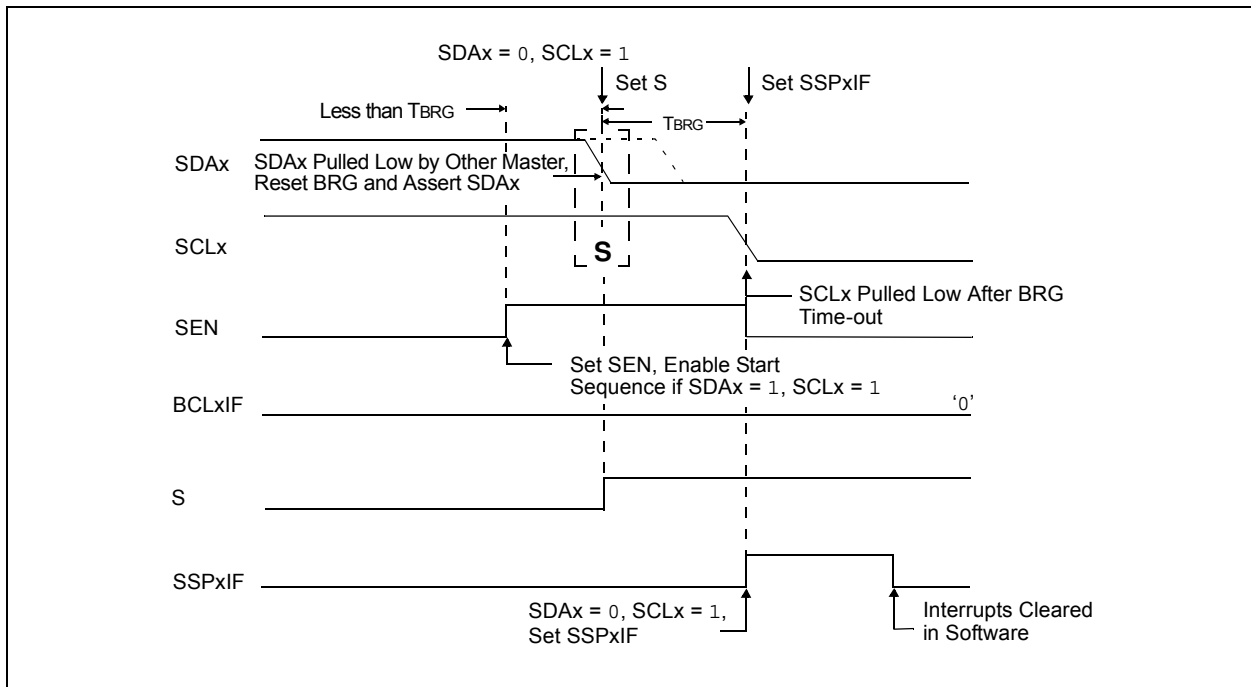 SDAx = 0, SCLx = 1
Set S
Set SSPxIF
Less than TBRG
TBRG
SDAx
SDAx Pulled Low by Other Master,
Reset BRG and Assert SDAx
SCLx
S
SCLx Pulled Low After BRG
Time-out
SEN
Set SEN, Enable Start
Sequence if SDAx = 1, SCLx = 1
BCLxIF
‘0’
S
SSPxIF
SDAx = 0, SCLx = 1,
Set SSPxIF
Interrupts Cleared
in Software